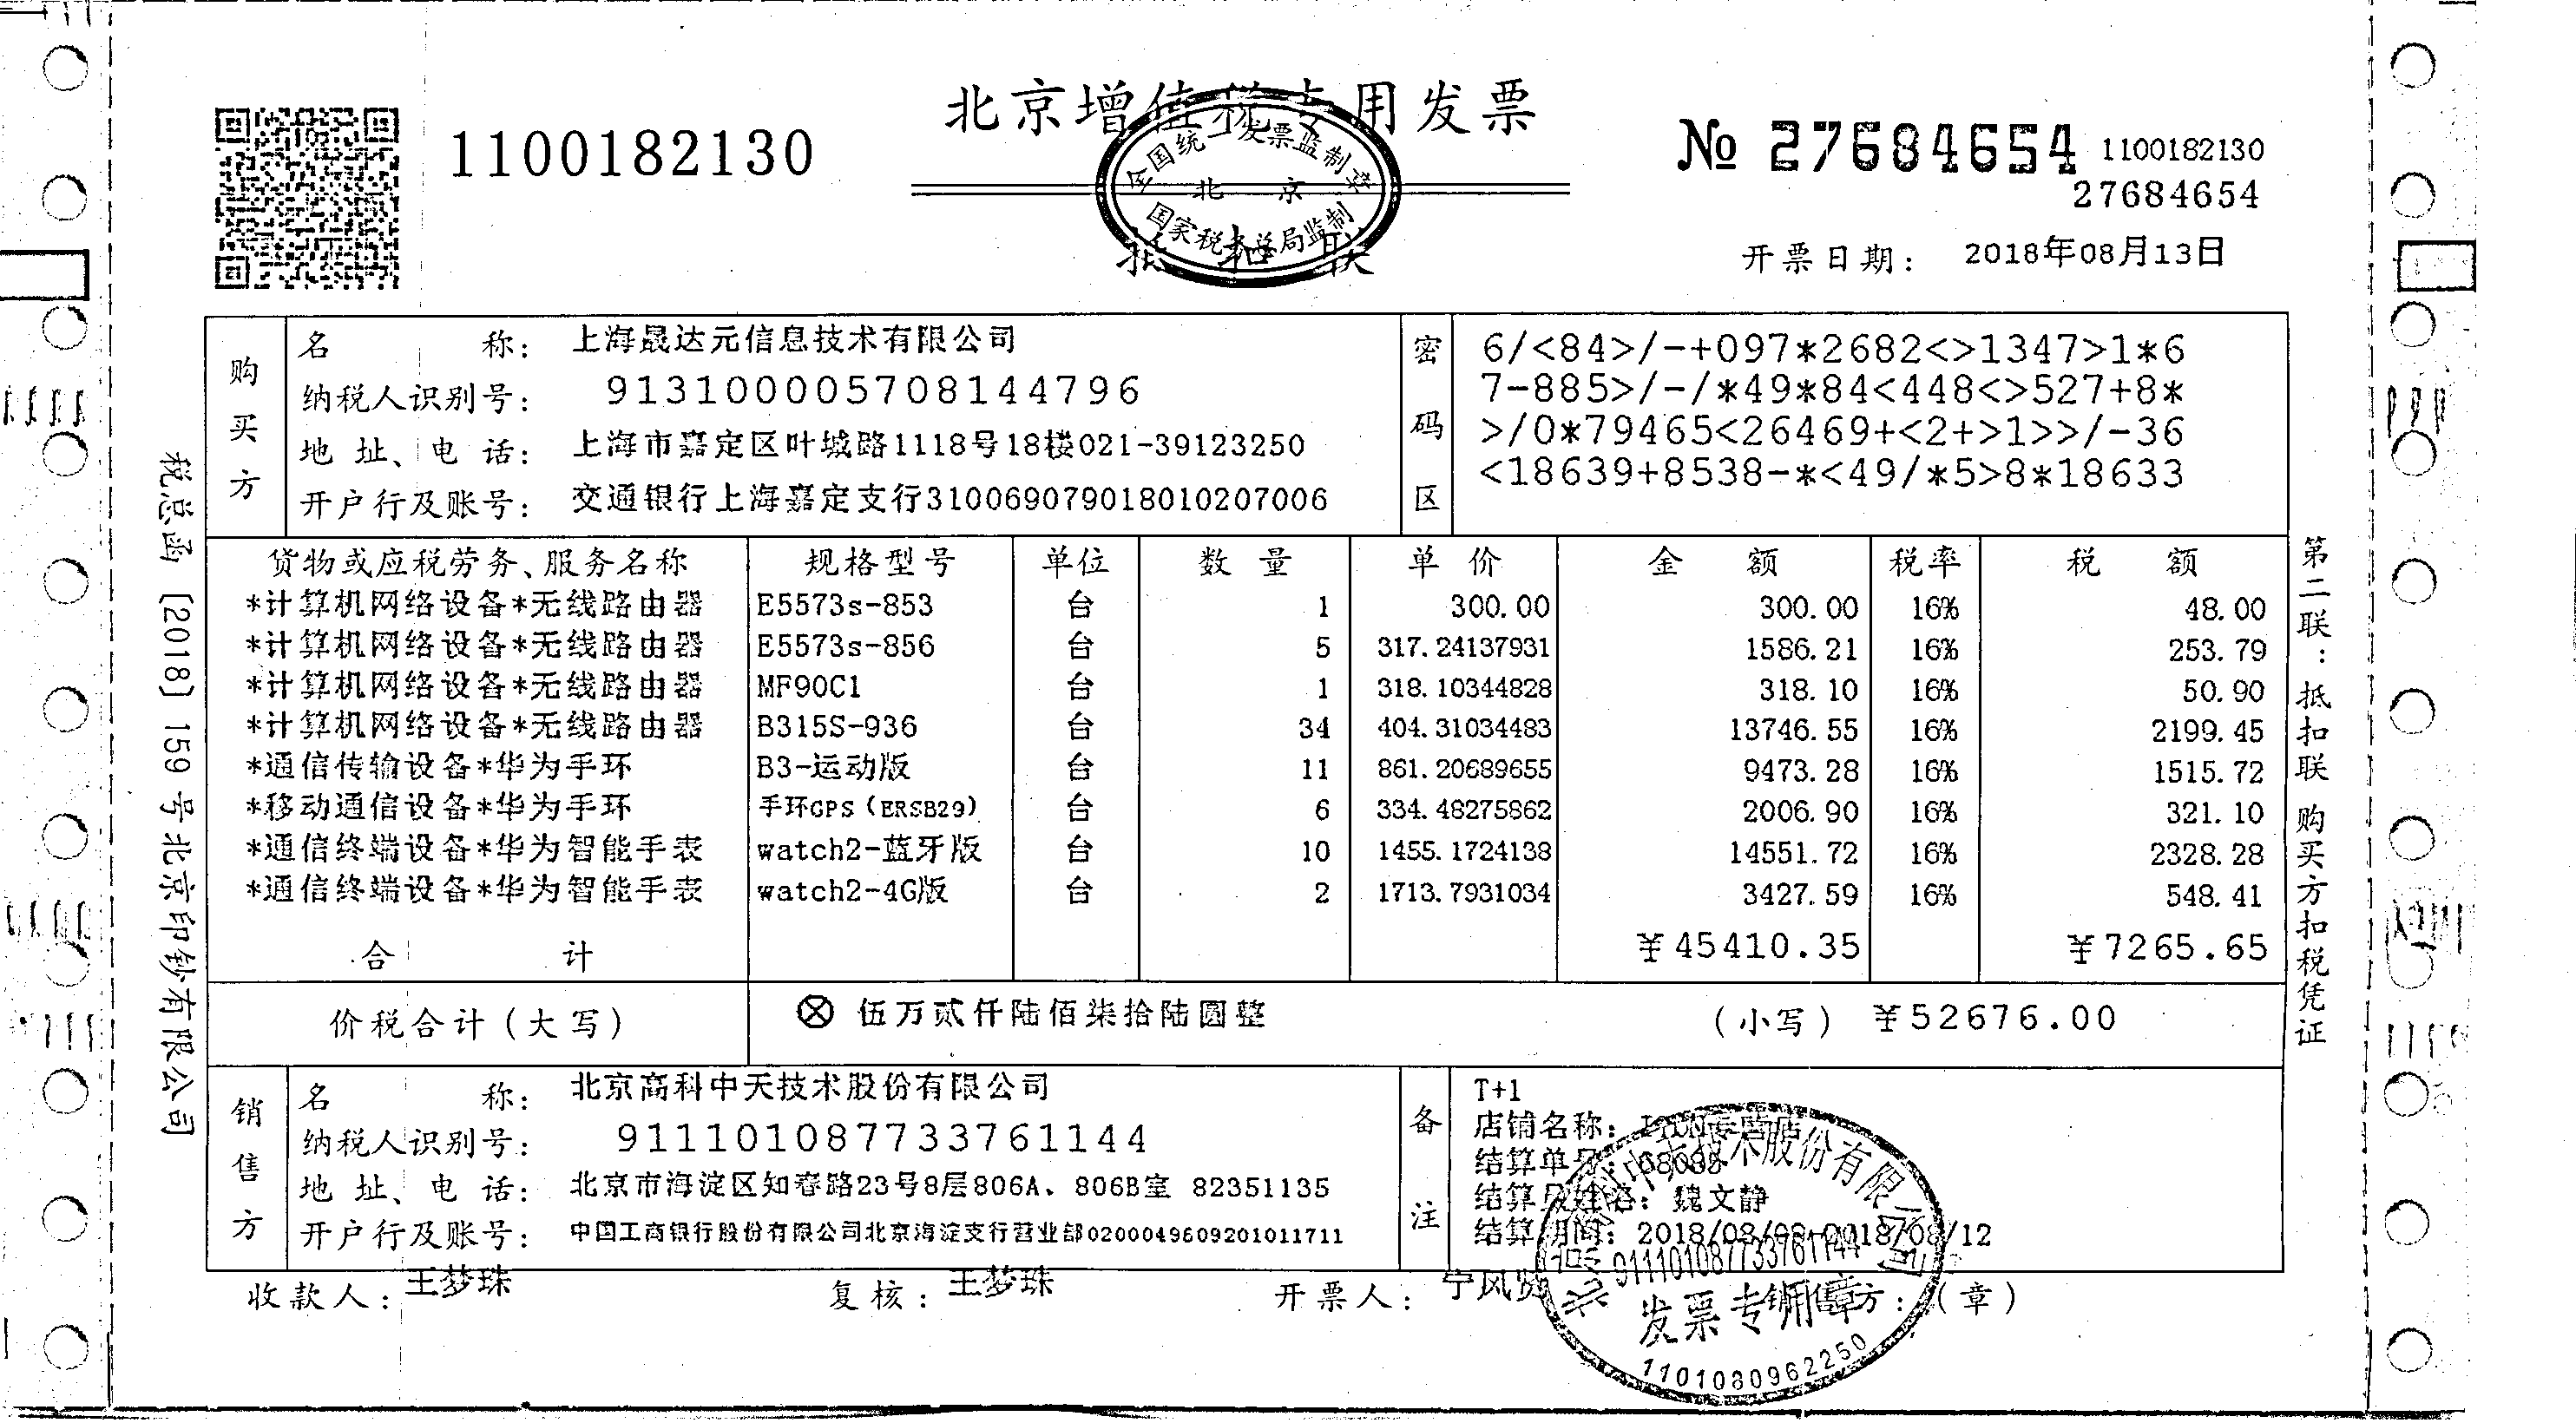 北京增值税专用发票
1100182130
№ 27684654
1100182130
27684654
全国统一发票监制章
北京
国家税务总局监制
抵扣联
开票日期: 2018年08月13日
购买方
名 称: 上海晟达元信息技术有限公司
纳税人识别号: 913100005708144796
地 址、电 话: 上海市嘉定区叶城路1118号18楼021-39123250
开户行及账号: 交通银行上海嘉定支行310069079018010207006
密码区
6/<84>/-+097*2682<>1347>1*6
7-885>/-/*49*84<448<>527+8*
>/0*79465<26469+<2+>1>>/-36
<18639+8538-*<49/*5>8*18633
货物或应税劳务、服务名称 规格型号 单位 数 量 单 价 金 额 税率 税 额
*计算机网络设备*无线路由器 E5573s-853 台 1 300.00 300.00 16% 48.00
*计算机网络设备*无线路由器 E5573s-856 台 5 317.24137931 1586.21 16% 253.79
*计算机网络设备*无线路由器 MF90C1 台 1 318.10344828 318.10 16% 50.90
*计算机网络设备*无线路由器 B315S-936 台 34 404.31034483 13746.55 16% 2199.45
*通信传输设备*华为手环 B3-运动版 台 11 861.20689655 9473.28 16% 1515.72
*移动通信设备*华为手环 手环GPS（ERSB29） 台 6 334.48275862 2006.90 16% 321.10
*通信终端设备*华为智能手表 watch2-蓝牙版 台 10 1455.1724138 14551.72 16% 2328.28
*通信终端设备*华为智能手表 watch2-4G版 台 2 1713.7931034 3427.59 16% 548.41
合 计 ￥45410.35 ￥7265.65
价税合计（大写） ⊗ 伍万贰仟陆佰柒拾陆圆整 （小写） ￥52676.00
销售方
名 称: 北京高科中天技术股份有限公司
纳税人识别号: 911101087733761144
地 址、电 话: 北京市海淀区知春路23号8层806A、806B室 82351135
开户行及账号: 中国工商银行股份有限公司北京海淀支行营业部0200049609201011711
备注
T+1
店铺名称:
结算单号:
结算员姓名: 魏文静
结算期间: 2018/08/08-2018/08/12
收款人: 王梦珠 复核: 王梦珠 开票人: 宁风 销售方:（章）
北京高科中天技术股份有限公司
911101087733761144
发票专用章
1101080962250
税总函〔2018〕159号北京印钞有限公司
第二联:抵扣联 购买方扣税凭证